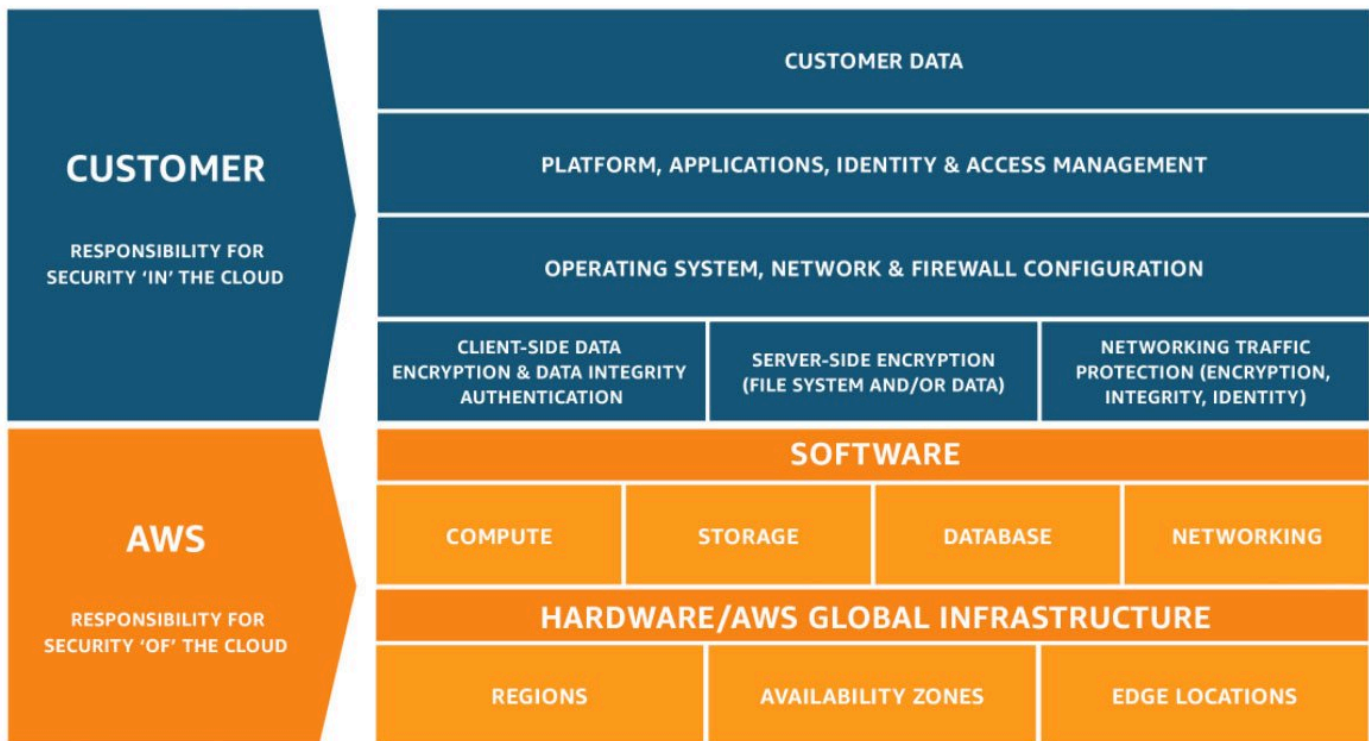 CUSTOMER
RESPONSIBILITY FOR
SECURITY ‘IN’ THE CLOUD
CUSTOMER DATA
PLATFORM, APPLICATIONS, IDENTITY & ACCESS MANAGEMENT
OPERATING SYSTEM, NETWORK & FIREWALL CONFIGURATION
CLIENT-SIDE DATA
ENCRYPTION & DATA INTEGRITY
AUTHENTICATION
SERVER-SIDE ENCRYPTION
(FILE SYSTEM AND/OR DATA)
NETWORKING TRAFFIC
PROTECTION (ENCRYPTION,
INTEGRITY, IDENTITY)
AWS
RESPONSIBILITY FOR
SECURITY ‘OF’ THE CLOUD
SOFTWARE
COMPUTE
STORAGE
DATABASE
NETWORKING
HARDWARE/AWS GLOBAL INFRASTRUCTURE
REGIONS
AVAILABILITY ZONES
EDGE LOCATIONS